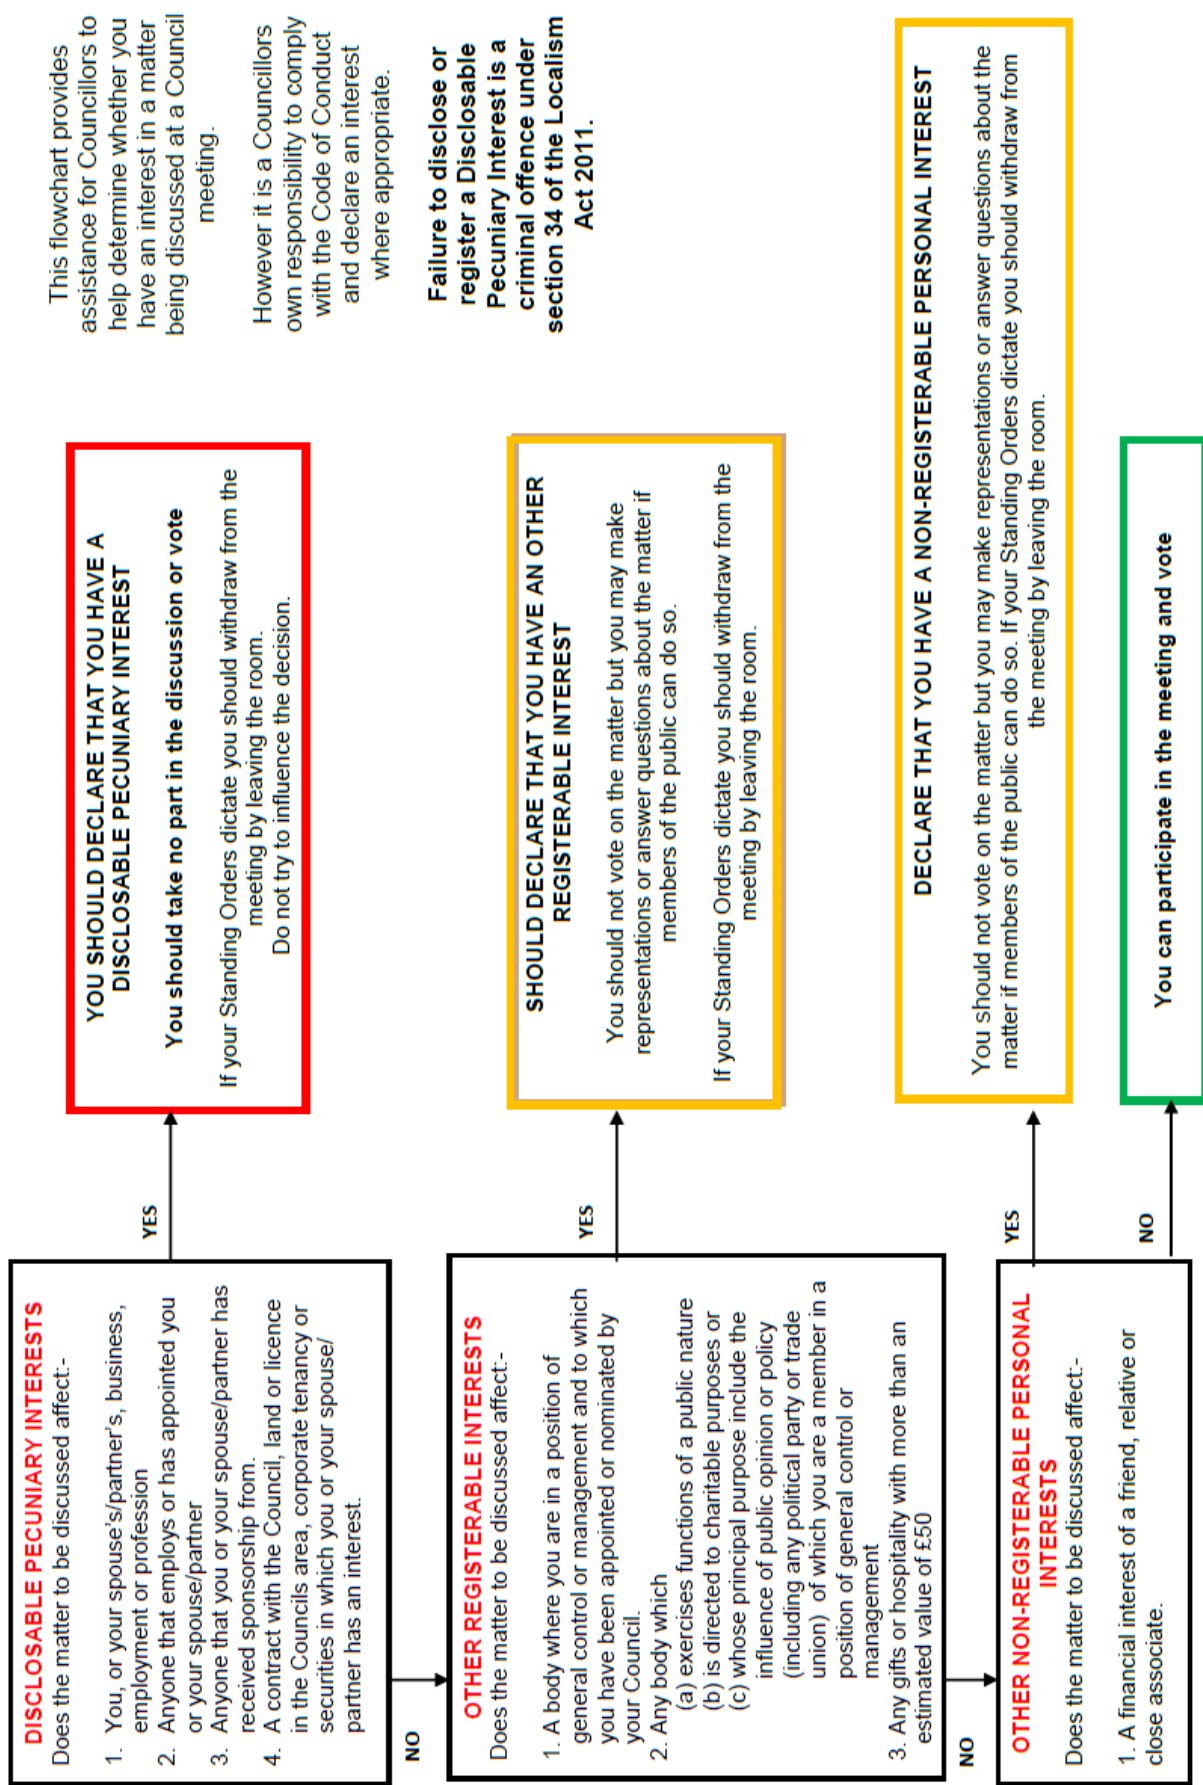 DISCLOSABLE PECUNIARY INTERESTS
Does the matter to be discussed affect:-
1. You, or your spouse's/partner's, business,
employment or profession
2. Anyone that employs or has appointed you
or your spouse/partner
3. Anyone that you or your spouse/partner has
received sponsorship from.
4. A contract with the Council, land or licence
in the Councils area, corporate tenancy or
securities in which you or your spouse/
partner has an interest.
YES
YOU SHOULD DECLARE THAT YOU HAVE A
DISCLOSABLE PECUNIARY INTEREST
You should take no part in the discussion or vote
If your Standing Orders dictate you should withdraw from the
meeting by leaving the room.
Do not try to influence the decision.
This flowchart provides
assistance for Councillors to
help determine whether you
have an interest in a matter
being discussed at a Council
meeting.
However it is a Councillors
own responsibility to comply
with the Code of Conduct
and declare an interest
where appropriate.
Failure to disclose or
register a Disclosable
Pecuniary Interest is a
criminal offence under
section 34 of the Localism
Act 2011.
NO
OTHER REGISTERABLE INTERESTS
Does the matter to be discussed affect:-
1. A body where you are in a position of
general control or management and to which
you have been appointed or nominated by
your Council.
2. Any body which
(a) exercises functions of a public nature
(b) is directed to charitable purposes or
(c) whose principal purpose include the
influence of public opinion or policy
(including any political party or trade
union) of which you are a member in a
position of general control or
management
3. Any gifts or hospitality with more than an
estimated value of £50
YES
SHOULD DECLARE THAT YOU HAVE AN OTHER
REGISTERABLE INTEREST
You should not vote on the matter but you may make
representations or answer questions about the matter if
members of the public can do so.
If your Standing Orders dictate you should withdraw from the
meeting by leaving the room.
NO
OTHER NON-REGISTERABLE PERSONAL
INTERESTS
Does the matter to be discussed affect:-
1. A financial interest of a friend, relative or
close associate.
YES
DECLARE THAT YOU HAVE A NON-REGISTERABLE PERSONAL INTEREST
You should not vote on the matter but you may make representations or answer questions about the
matter if members of the public can do so. If your Standing Orders dictate you should withdraw from
the meeting by leaving the room.
NO
You can participate in the meeting and vote